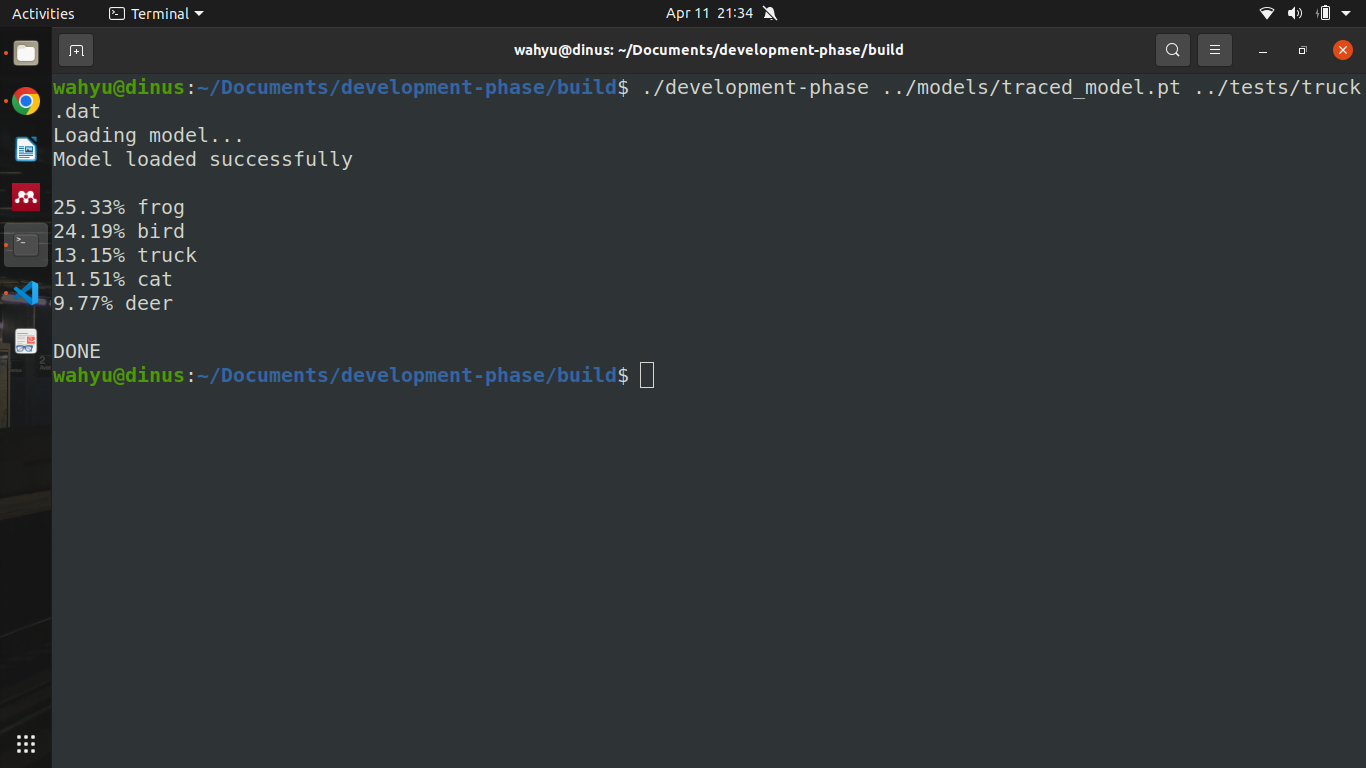 Activities
Terminal
Apr 11 21:34
wahyu@dinus: ~/Documents/development-phase/build
wahyu@dinus:~/Documents/development-phase/build$ ./development-phase ../models/traced_model.pt ../tests/truck
.dat
Loading model...
Model loaded successfully
25.33% frog
24.19% bird
13.15% truck
11.51% cat
9.77% deer
DONE
wahyu@dinus:~/Documents/development-phase/build$